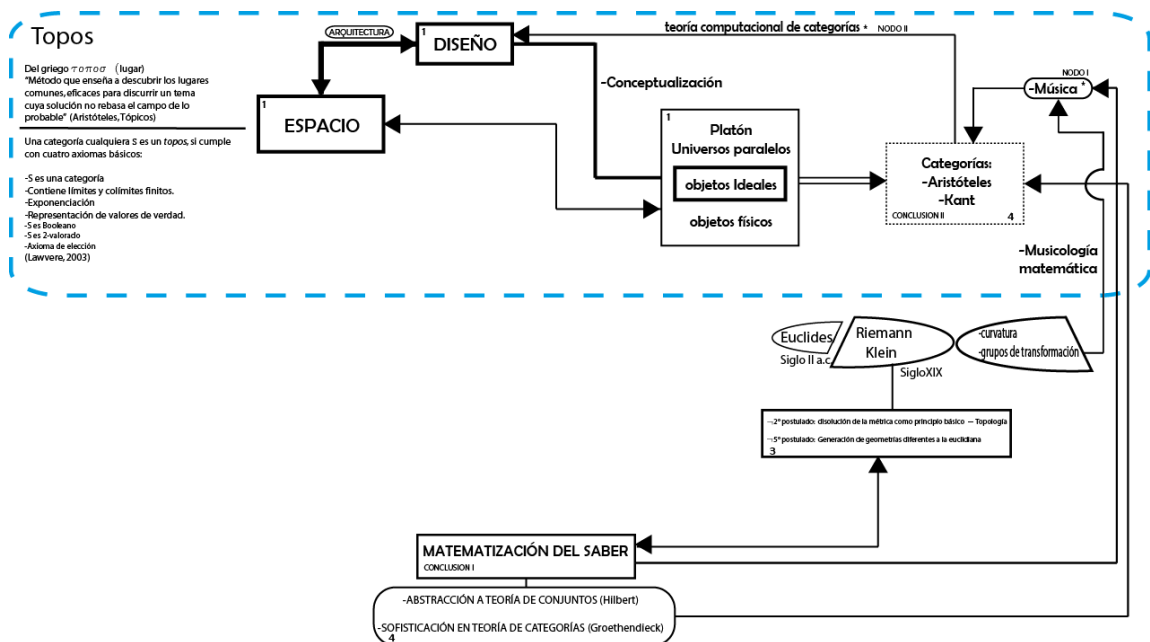 Topos
Del griego τοπoσ (lugar)
"Método que enseña a descubrir los lugares
comunes, eficaces para discurrir un tema
cuya solución no rebasa el campo de lo
probable" (Aristóteles, Tópicos)
Una categoría cualquiera S es un topos, si cumple
con cuatro axiomas básicos:
-S es una categoría
-Contiene límites y colímites finitos.
-Exponenciación
-Representación de valores de verdad.
-S es Booleano
-S es 2-valorado
-Axioma de elección
(Lawvere, 2003)
ARQUITECTURA
1
DISEÑO
1
ESPACIO
teoría computacional de categorías * NODO II
-Conceptualización
1
Platón
Universos paralelos
objetos Ideales
objetos físicos
NODO I
-Música *
Categorías:
-Aristóteles
-Kant
CONCLUSION II 4
-Musicología
matemática
Euclides
Siglo II a.c.
Riemann
Klein
SigloXIX
-curvatura
-grupos de transformación
¬2º postulado: disolución de la métrica como principio básico — Topología
¬5º postulado: Generación de geometrías diferentes a la euclidiana
3
MATEMATIZACIÓN DEL SABER
CONCLUSION I
-ABSTRACCIÓN A TEORÍA DE CONJUNTOS (Hilbert)
-SOFISTICACIÓN EN TEORÍA DE CATEGORÍAS (Groethendieck)
4